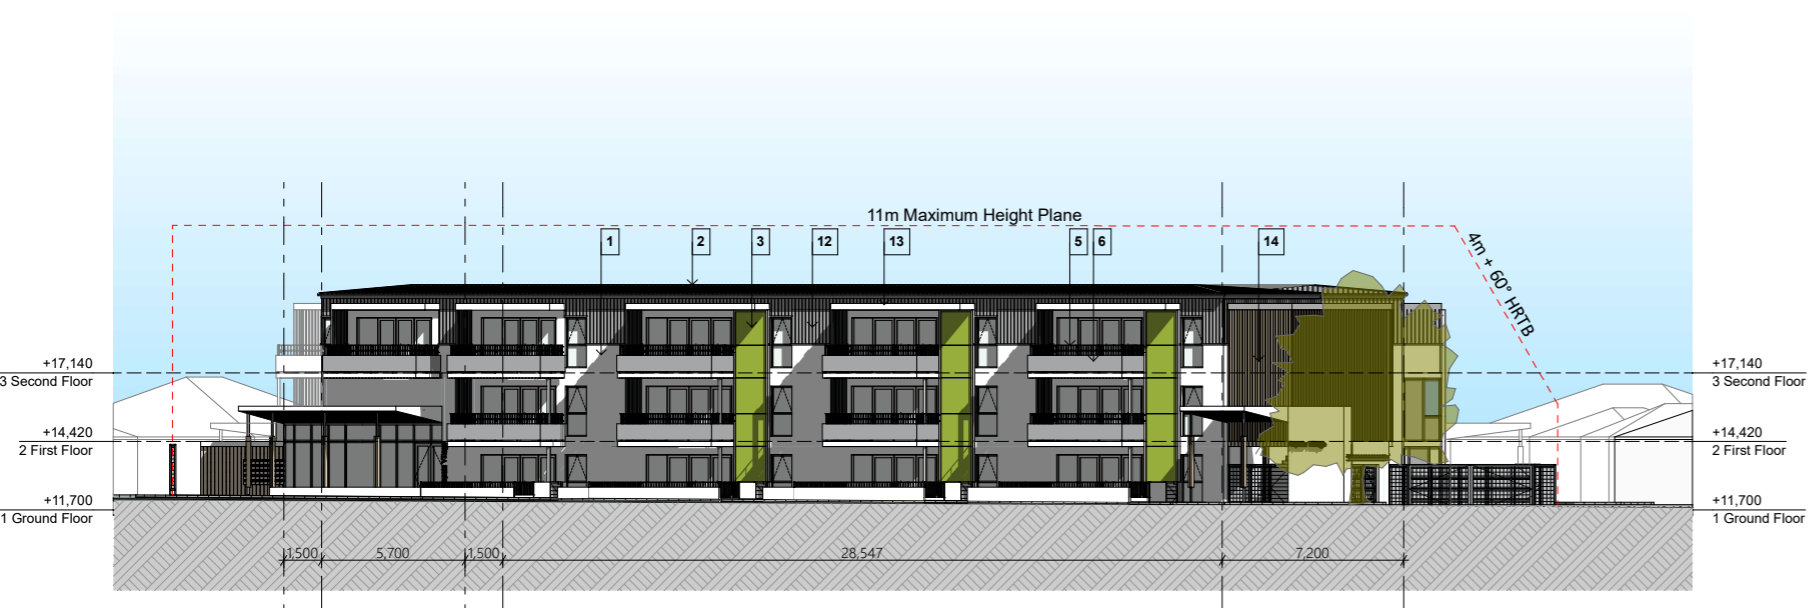 11m Maximum Height Plane
1 2 3 12 13 5 6 14
4m + 60° HRTB
+17,140
3 Second Floor
+14,420
2 First Floor
+11,700
1 Ground Floor
+17,140
3 Second Floor
+14,420
2 First Floor
+11,700
1 Ground Floor
1,500 5,700 1,500 28,547 7,200